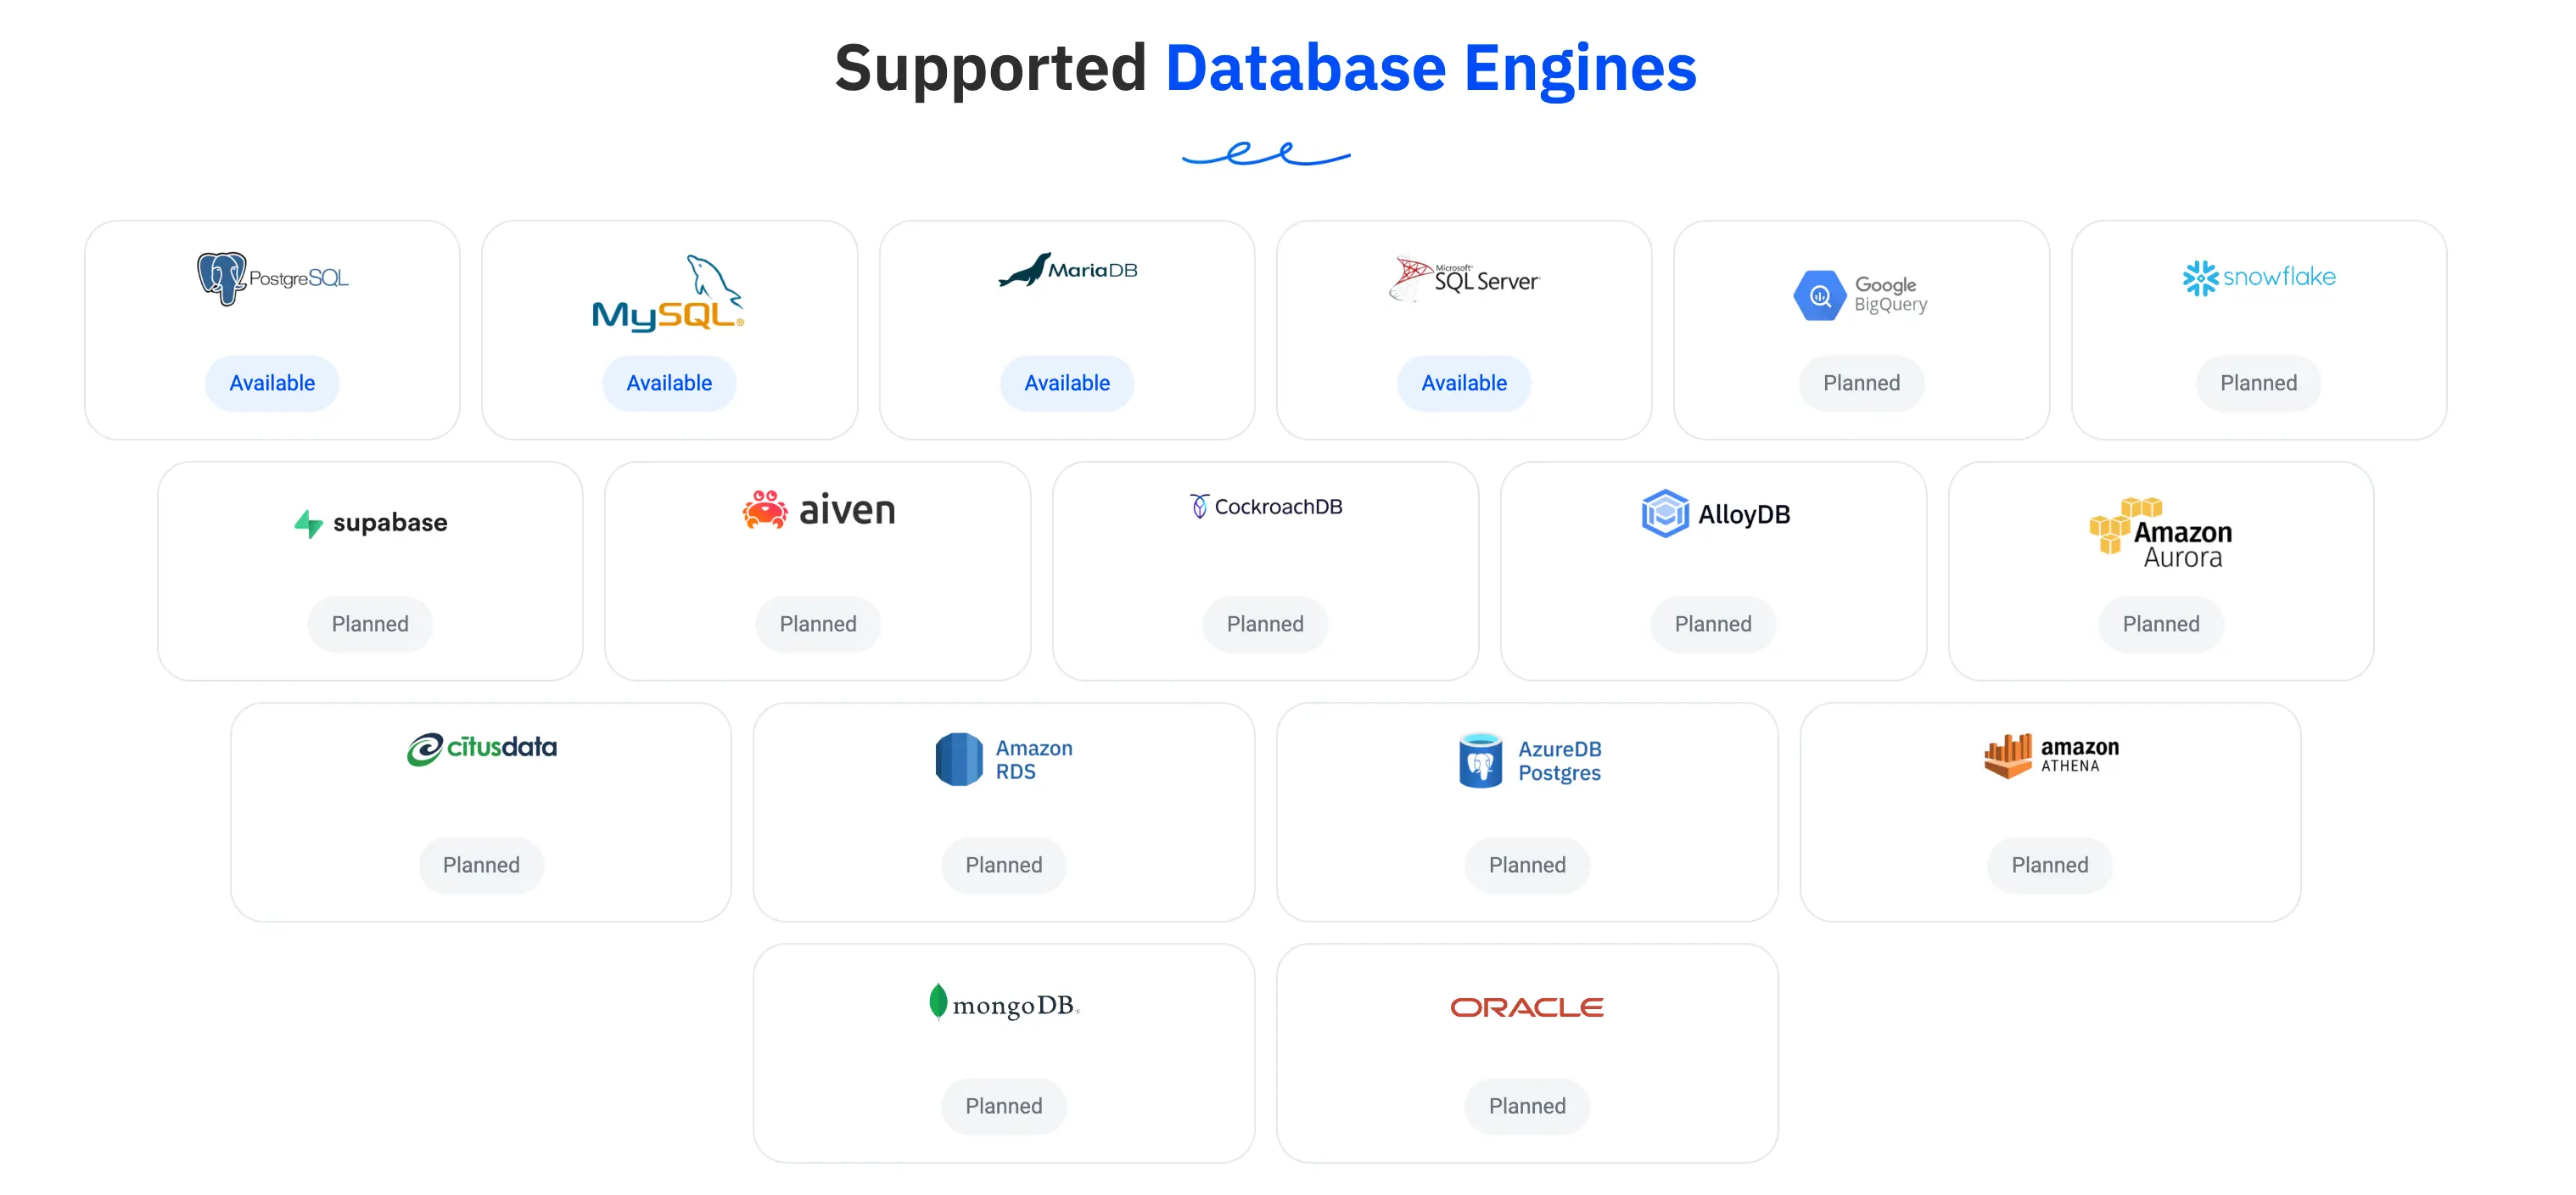 Supported Database Engines
PostgreSQL
Available
MySQL®
Available
MariaDB
Available
Microsoft®
SQL Server
Available
Google
BigQuery
Planned
snowflake
Planned
supabase
Planned
aiven
Planned
CockroachDB
Planned
AlloyDB
Planned
Amazon
Aurora
Planned
citusdata
Planned
Amazon
RDS
Planned
AzureDB
Postgres
Planned
amazon
ATHENA
Planned
mongoDB®
Planned
ORACLE
Planned